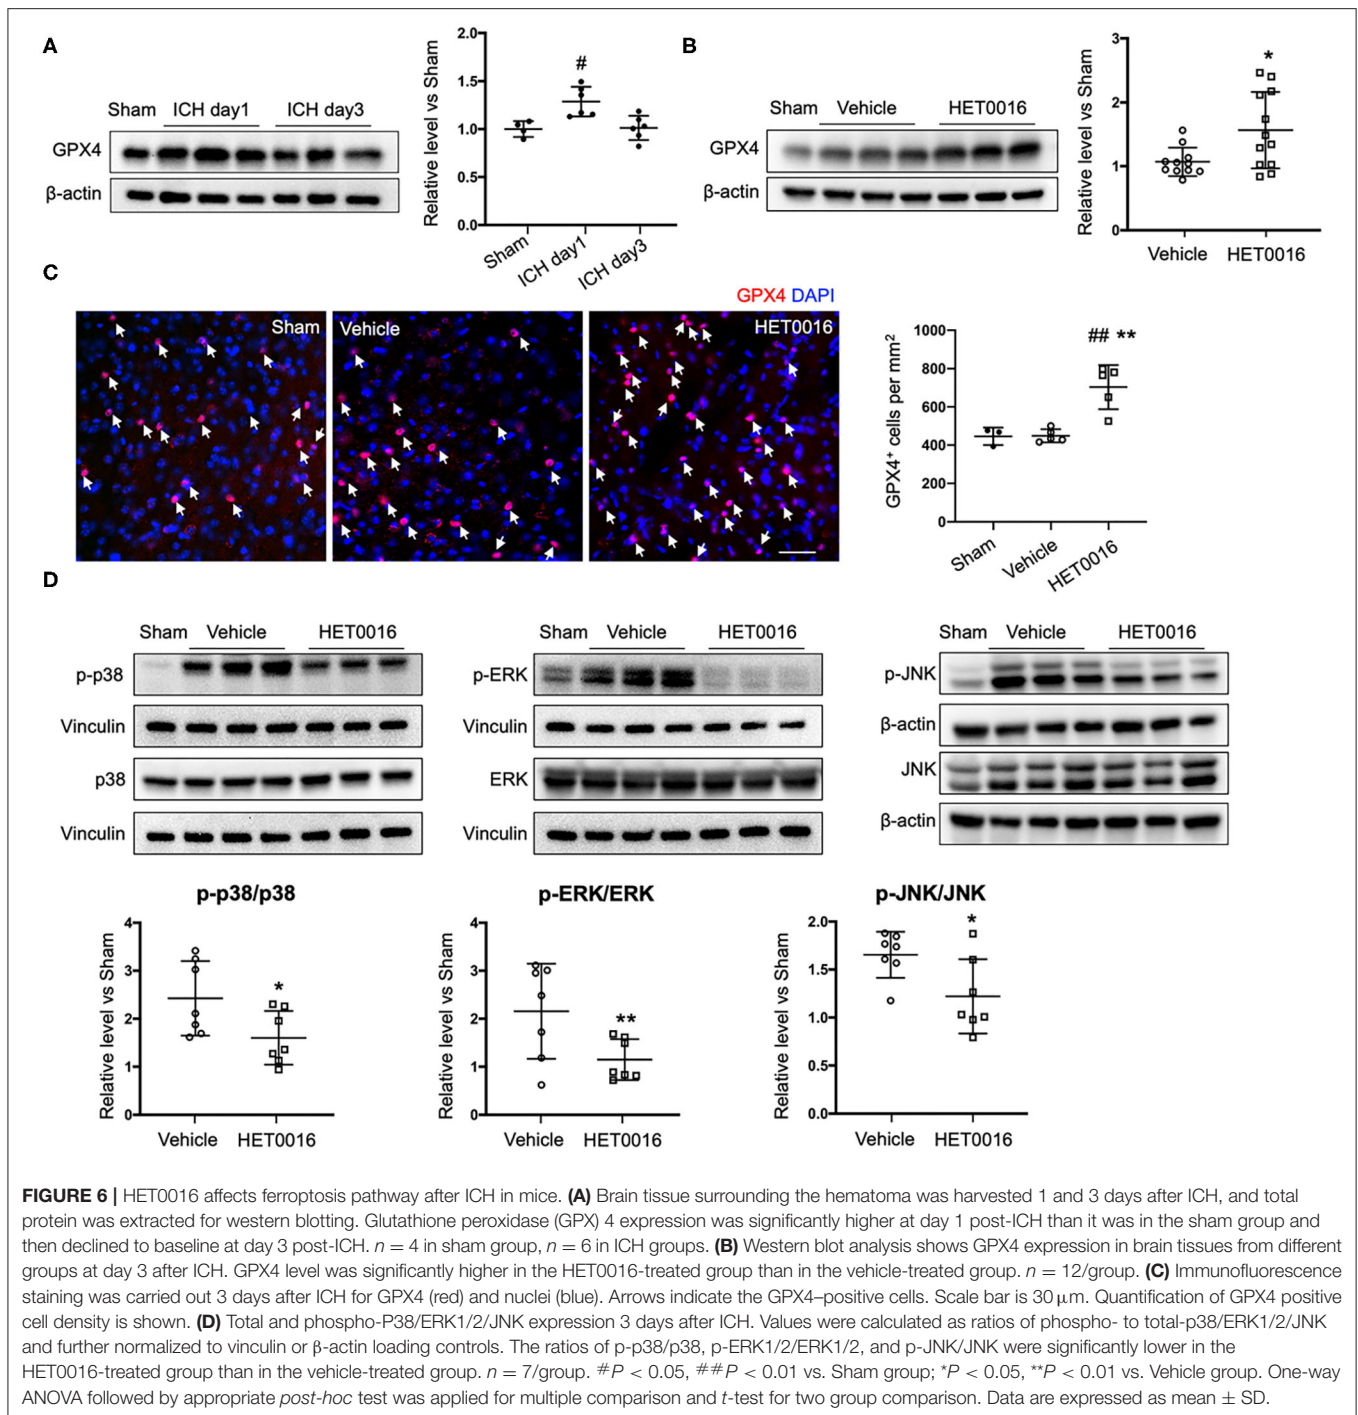 A
Sham ICH day1 ICH day3
GPX4
β-actin
Relative level vs Sham
2.0
1.5
1.0
0.5
0.0
#
Sham
ICH day1
ICH day3
B
Sham Vehicle HET0016
GPX4
β-actin
Relative level vs Sham
3
2
1
0
*
Vehicle HET0016
C
GPX4 DAPI
Sham
Vehicle
HET0016
GPX4⁺ cells per mm²
1000
800
600
400
200
0
## **
Sham
Vehicle
HET0016
D
Sham Vehicle HET0016
p-p38
Vinculin
p38
Vinculin
Sham Vehicle HET0016
p-ERK
Vinculin
ERK
Vinculin
Sham Vehicle HET0016
p-JNK
β-actin
JNK
β-actin
p-p38/p38
Relative level vs Sham
4
3
2
1
0
*
Vehicle HET0016
p-ERK/ERK
Relative level vs Sham
4
3
2
1
0
**
Vehicle HET0016
p-JNK/JNK
Relative level vs Sham
2.0
1.5
1.0
0.5
0.0
*
Vehicle HET0016
FIGURE 6 | HET0016 affects ferroptosis pathway after ICH in mice. (A) Brain tissue surrounding the hematoma was harvested 1 and 3 days after ICH, and total
protein was extracted for western blotting. Glutathione peroxidase (GPX) 4 expression was significantly higher at day 1 post-ICH than it was in the sham group and
then declined to baseline at day 3 post-ICH. n = 4 in sham group, n = 6 in ICH groups. (B) Western blot analysis shows GPX4 expression in brain tissues from different
groups at day 3 after ICH. GPX4 level was significantly higher in the HET0016-treated group than in the vehicle-treated group. n = 12/group. (C) Immunofluorescence
staining was carried out 3 days after ICH for GPX4 (red) and nuclei (blue). Arrows indicate the GPX4–positive cells. Scale bar is 30 μm. Quantification of GPX4 positive
cell density is shown. (D) Total and phospho-P38/ERK1/2/JNK expression 3 days after ICH. Values were calculated as ratios of phospho- to total-p38/ERK1/2/JNK
and further normalized to vinculin or β-actin loading controls. The ratios of p-p38/p38, p-ERK1/2/ERK1/2, and p-JNK/JNK were significantly lower in the
HET0016-treated group than in the vehicle-treated group. n = 7/group. #P < 0.05, ##P < 0.01 vs. Sham group; *P < 0.05, **P < 0.01 vs. Vehicle group. One-way
ANOVA followed by appropriate post-hoc test was applied for multiple comparison and t-test for two group comparison. Data are expressed as mean ± SD.